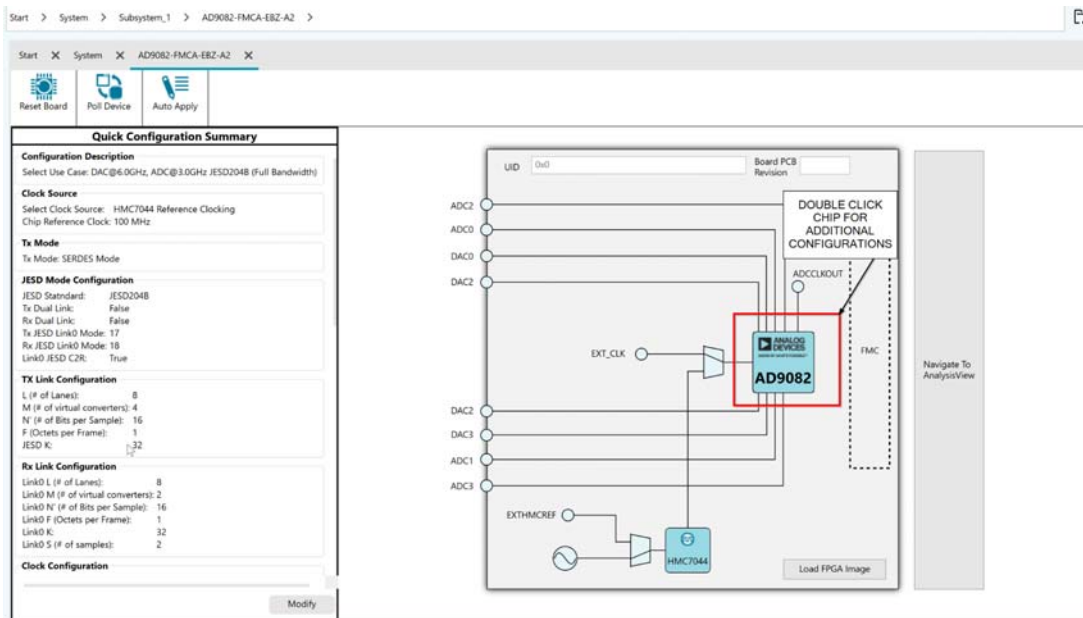 Start > System > Subsystem_1 > AD9082-FMCA-EBZ-A2 >
Start X System X AD9082-FMCA-EBZ-A2 X
Reset Board Poll Device Auto Apply
Quick Configuration Summary
Configuration Description
Select Use Case: DAC@6.0GHz, ADC@3.0GHz JESD204B (Full Bandwidth)
Clock Source
Select Clock Source: HMC7044 Reference Clocking
Chip Reference Clock: 100 MHz
Tx Mode
Tx Mode: SERDES Mode
JESD Mode Configuration
JESD Statndard: JESD204B
Tx Dual Link: False
Rx Dual Link: False
Tx JESD Link0 Mode: 17
Rx JESD Link0 Mode: 18
Link0 JESD C2R: True
TX Link Configuration
L (# of Lanes): 8
M (# of virtual converters): 4
N' (# of Bits per Sample): 16
F (Octets per Frame): 1
JESD K: 32
Rx Link Configuration
Link0 L (# of Lanes): 8
Link0 M (# of virtual converters): 2
Link0 N' (# of Bits per Sample): 16
Link0 F (Octets per Frame): 1
Link0 K: 32
Link0 S (# of samples): 2
Clock Configuration
Modify
UID 0x0
Board PCB
Revision
ADC2
ADC0
DAC0
DAC2
DOUBLE CLICK
CHIP FOR
ADDITIONAL
CONFIGURATIONS
ADCCLKOUT
EXT_CLK
ANALOG
DEVICES
AD9082
FMC
Navigate To
AnalysisView
DAC2
DAC3
ADC1
ADC3
EXTHMCREF
HMC7044
Load FPGA Image